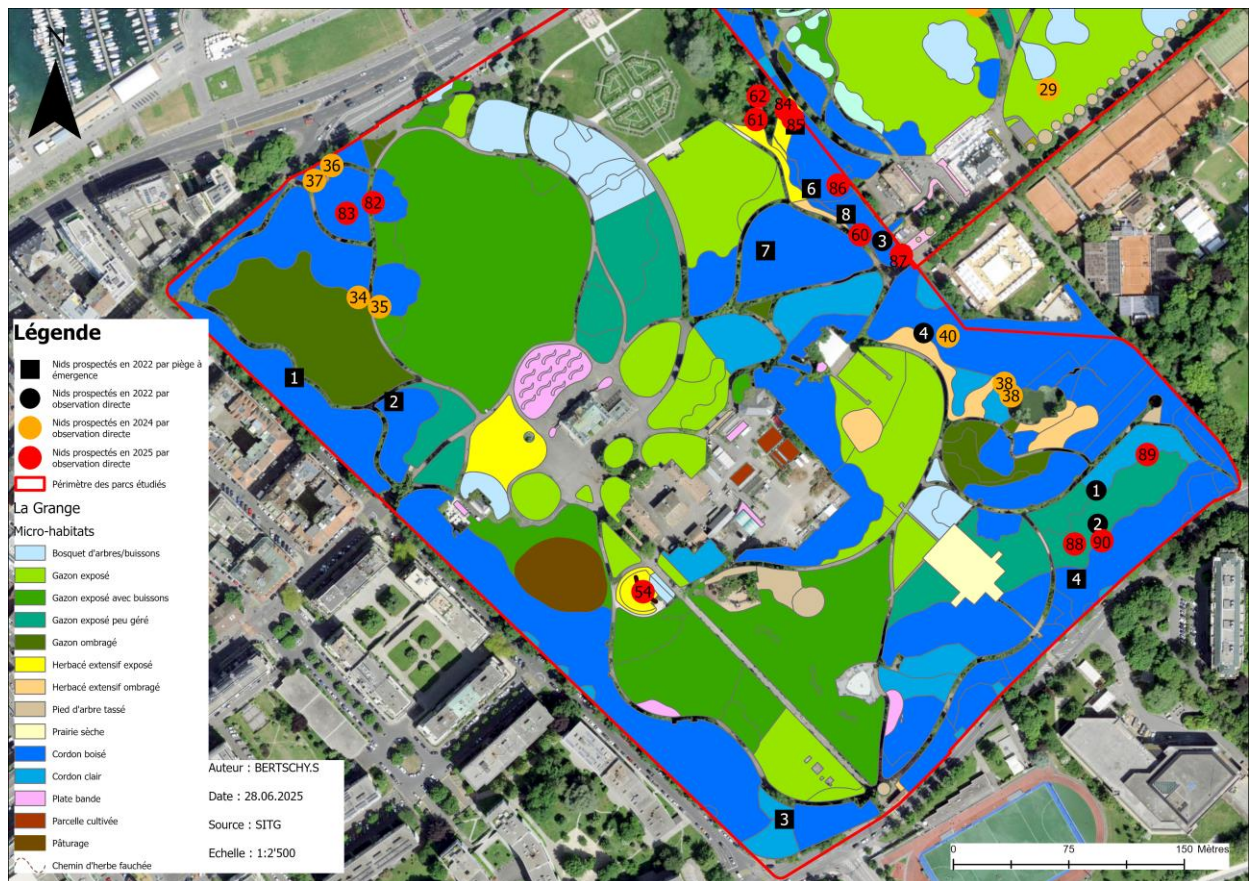 N
62
84
61
85
29
36
37
6
86
83
82
8
60
3
7
87
34
35
4
40
1
38
38
2
89
1
2
88
90
4
54
3
Légende
Nids prospectés en 2022 par piège à
émergence
Nids prospectés en 2022 par
observation directe
Nids prospectés en 2024 par
observation directe
Nids prospectés en 2025 par
observation directe
Périmètre des parcs étudiés
La Grange
Micro-habitats
Bosquet d'arbres/buissons
Gazon exposé
Gazon exposé avec buissons
Gazon exposé peu géré
Gazon ombragé
Herbacé extensif exposé
Herbacé extensif ombragé
Pied d'arbre tassé
Prairie sèche
Cordon boisé
Cordon clair
Plate bande
Parcelle cultivée
Pâturage
Chemin d'herbe fauchée
Auteur : BERTSCHY.S
Date : 28.06.2025
Source : SITG
Echelle : 1:2'500
0 75 150 Mètres